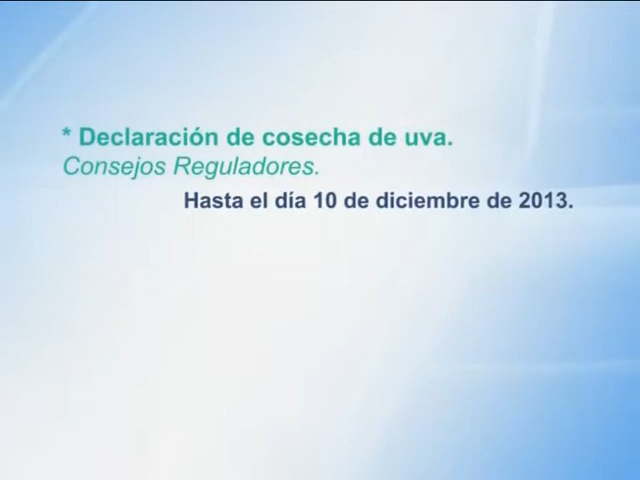 * Declaración de cosecha de uva.
Consejos Reguladores.
Hasta el día 10 de diciembre de 2013.